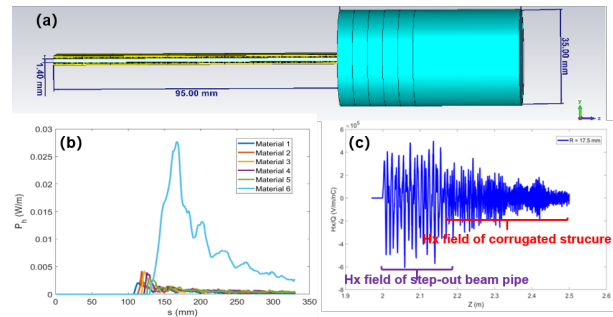 (a)
1.40 mm
95.00 mm
35.00 mm
y
z
(b)
0.03
0.025
0.02
0.015
0.01
0.005
0
P_h (W/m)
0 50 100 150 200 250 300 350
s (mm)
Material 1
Material 2
Material 3
Material 4
Material 5
Material 6
(c)
×10⁵
6
4
2
0
-2
-4
-6
-8
Hx/Q (V/m/nC)
R = 17.5 mm
Hx field of corrugated strucure
Hx field of step-out beam pipe
1.9 2 2.1 2.2 2.3 2.4 2.5 2.6
Z (m)